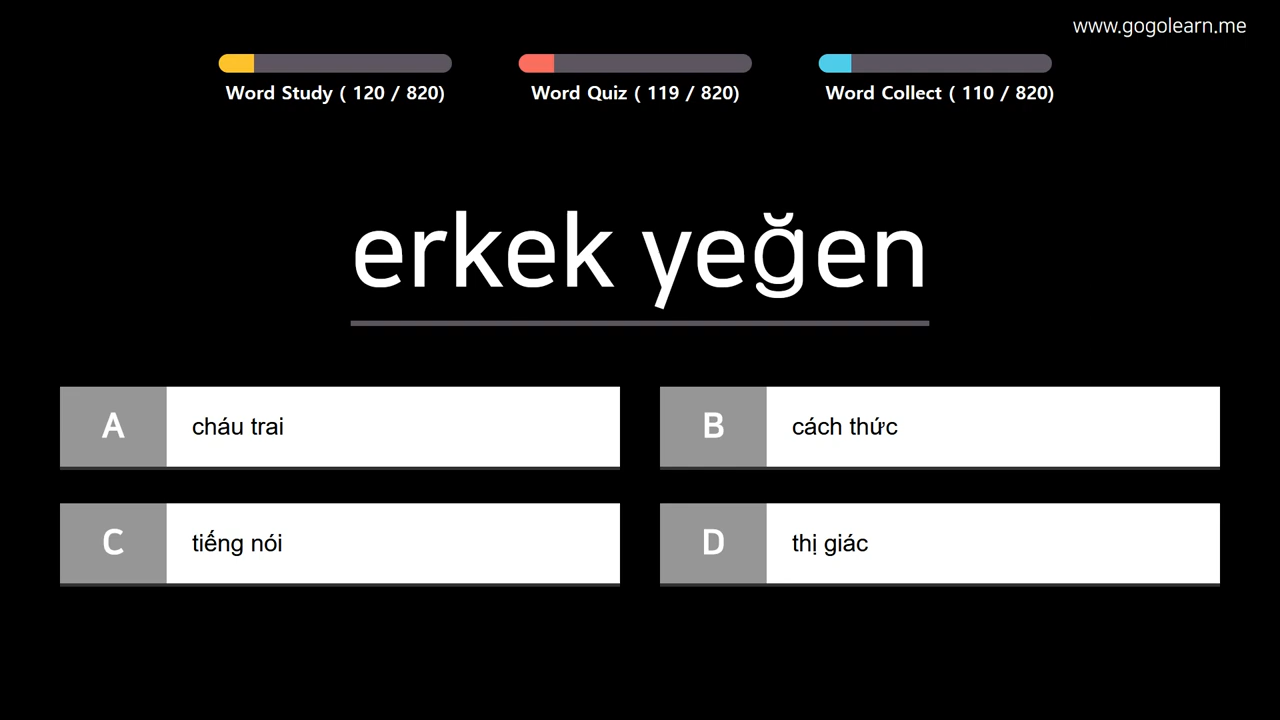 www.gogolearn.me
Word Study ( 120 / 820)
Word Quiz ( 119 / 820)
Word Collect ( 110 / 820)
erkek yeğen
A
cháu trai
B
cách thức
C
tiếng nói
D
thị giác